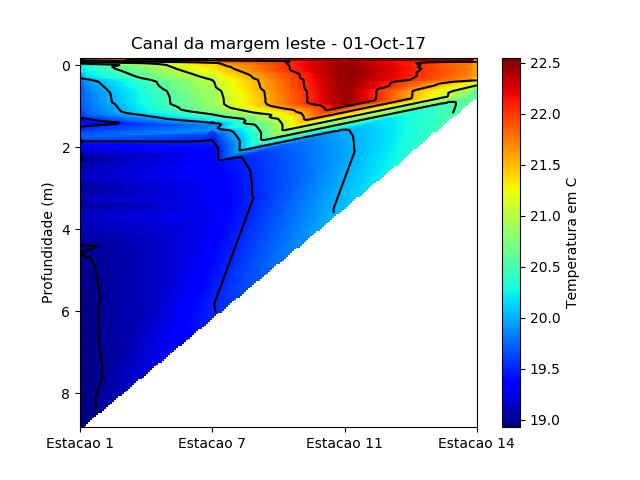 Canal da margem leste - 01-Oct-17
0
2
4
6
8
Profundidade (m)
Estacao 1
Estacao 7
Estacao 11
Estacao 14
22.5
22.0
21.5
21.0
20.5
20.0
19.5
19.0
Temperatura em C